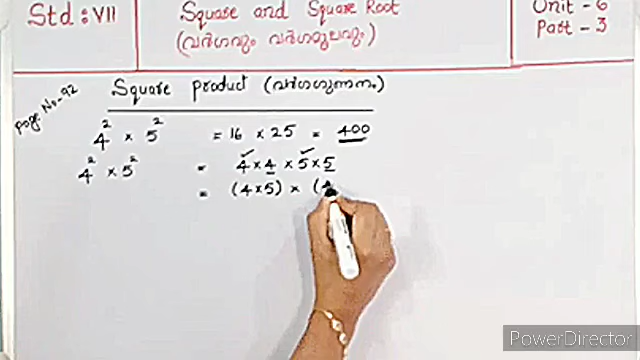 Std: VII
Square and Square Root
(വർഗവും വർഗമൂലവും)
Unit - 6
Part - 3
Page No-92
Square product (വർഗഗുണനം)
4² × 5² = 16 × 25 = 400
4² × 5² = 4 × 4 × 5 × 5
= (4×5) × (4
PowerDirector